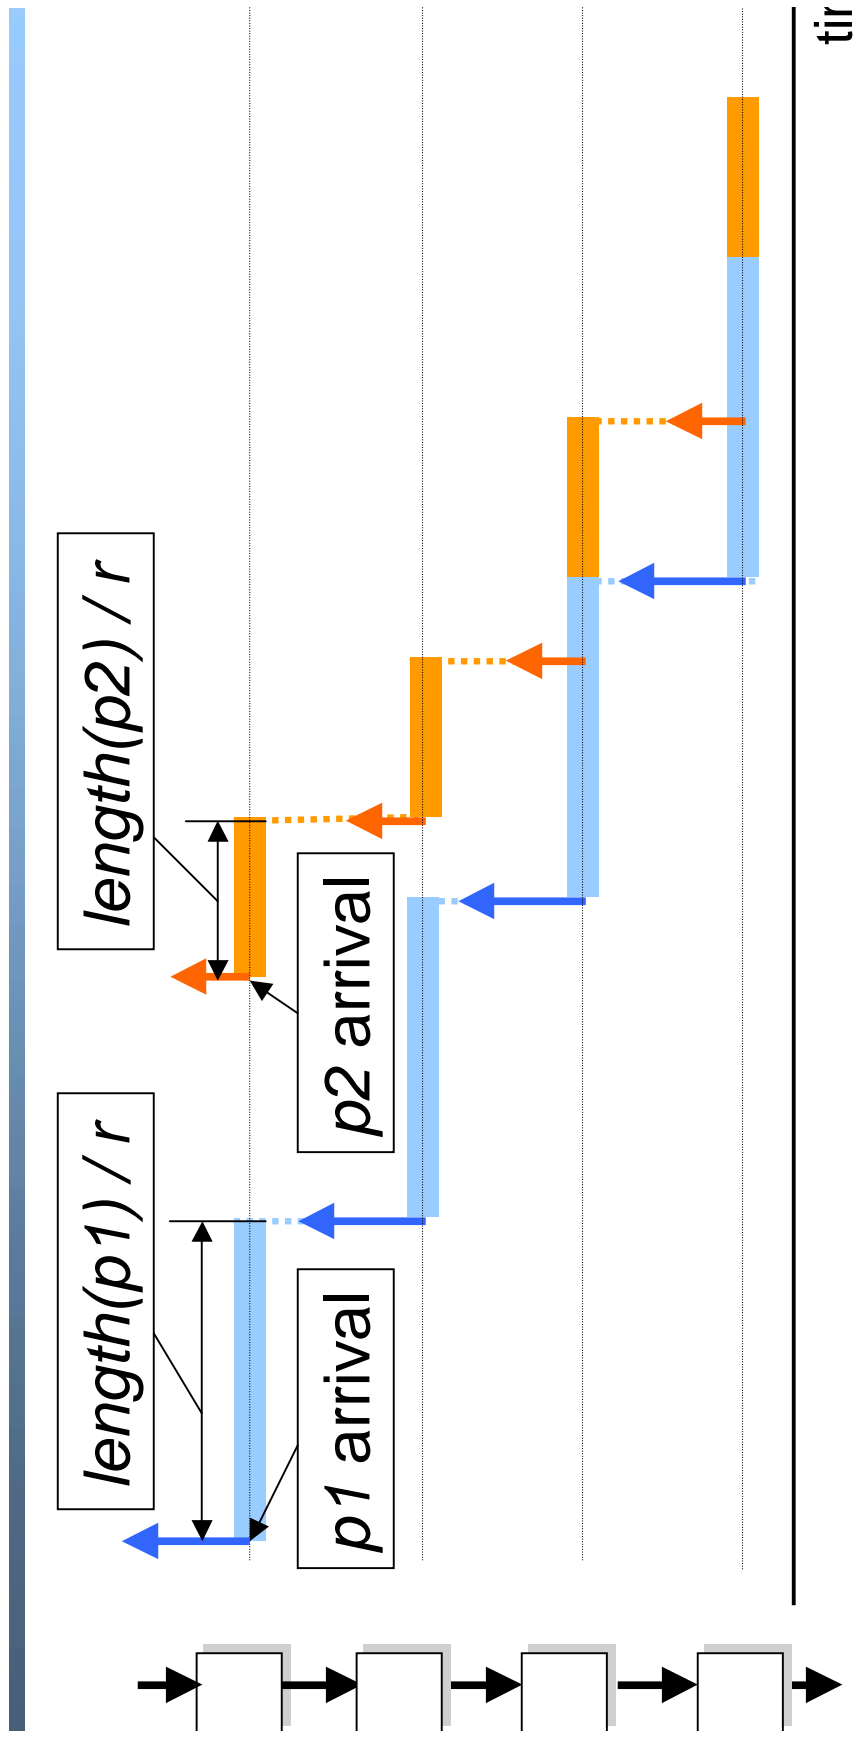 length(p1) / r
length(p2) / r
p1 arrival
p2 arrival